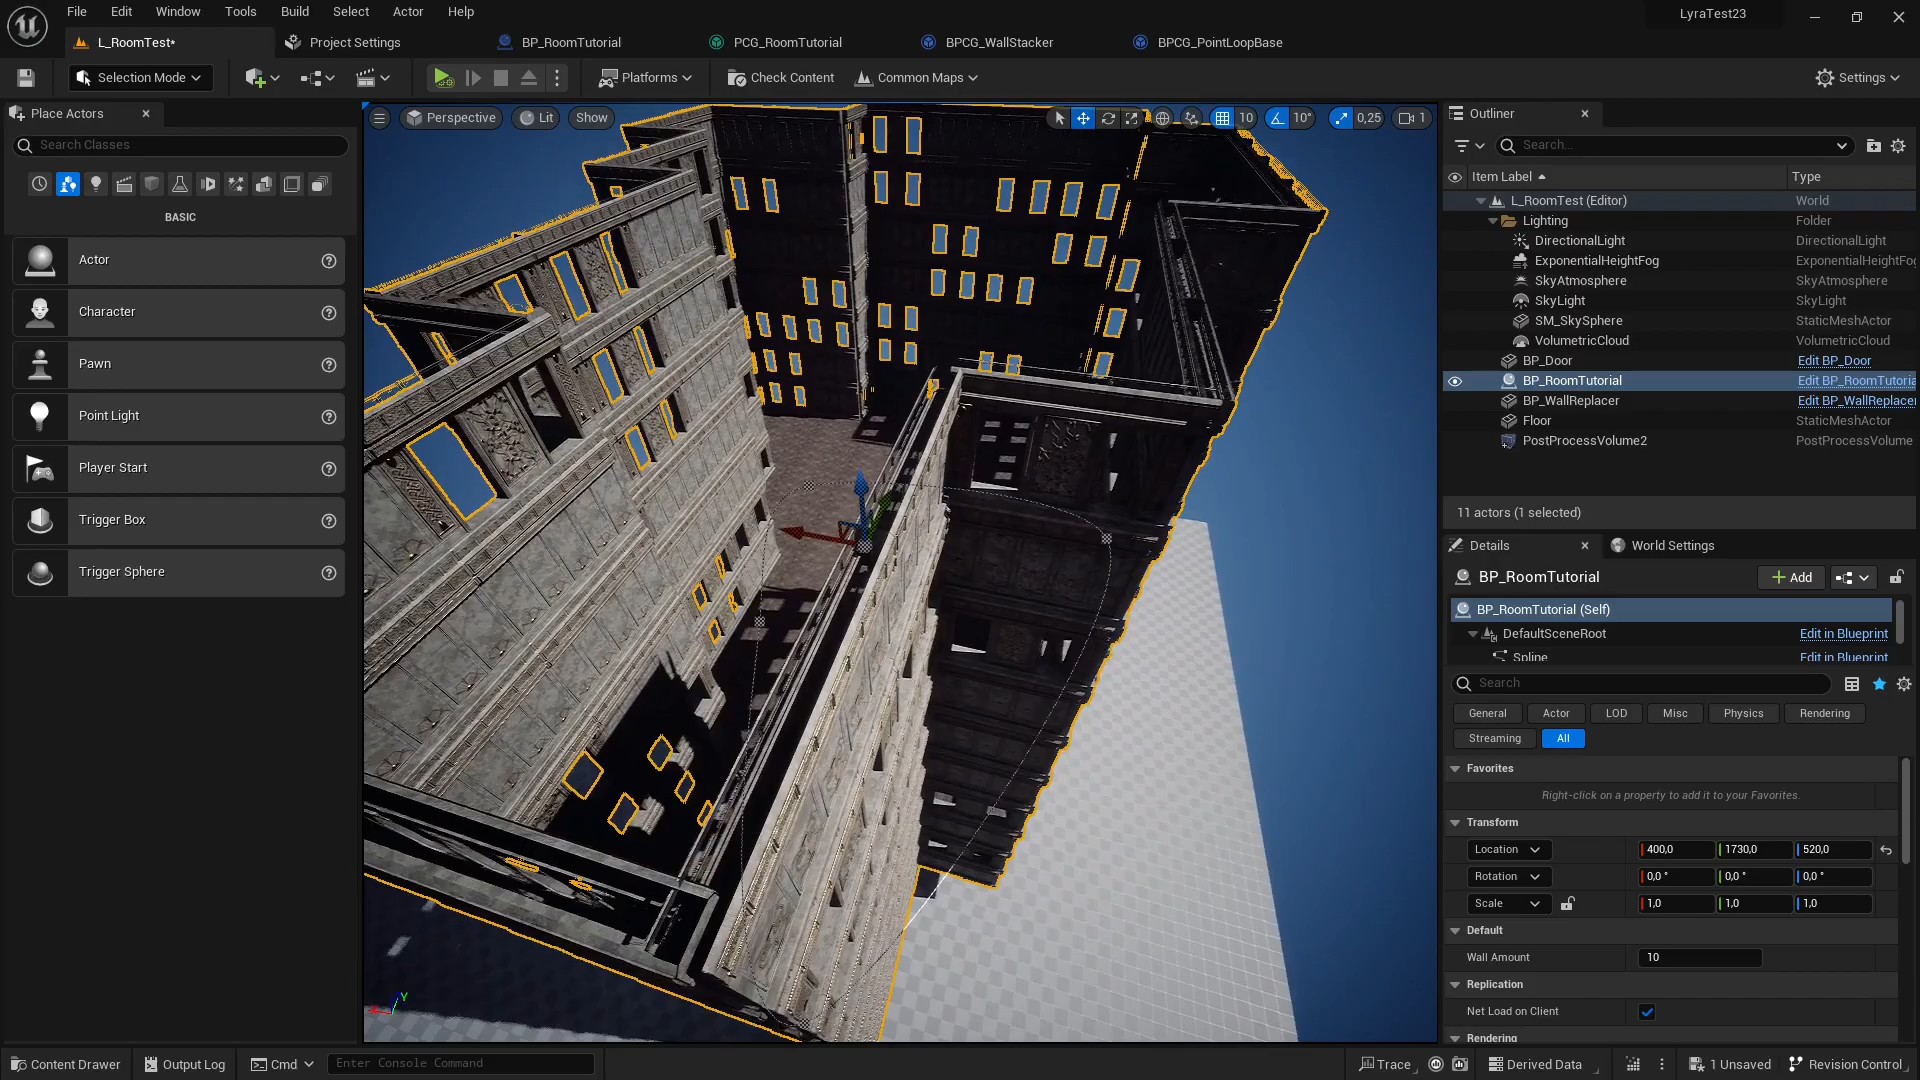 File Edit Window Tools Build Select Actor Help
LyraTest23
L_RoomTest*
Project Settings
BP_RoomTutorial
PCG_RoomTutorial
BPCG_WallStacker
BPCG_PointLoopBase
Selection Mode
Platforms
Check Content
Common Maps
Settings
Place Actors
Search Classes
BASIC
Actor
Character
Pawn
Point Light
Player Start
Trigger Box
Trigger Sphere
Perspective
Lit
Show
10
10°
0,25
1
Outliner
Search...
Item Label
Type
L_RoomTest (Editor) World
Lighting Folder
DirectionalLight DirectionalLight
ExponentialHeightFog ExponentialHeightFog
SkyAtmosphere SkyAtmosphere
SkyLight SkyLight
SM_SkySphere StaticMeshActor
VolumetricCloud VolumetricCloud
BP_Door Edit BP_Door
BP_RoomTutorial Edit BP_RoomTutoria
BP_WallReplacer Edit BP_WallReplacer
Floor StaticMeshActor
PostProcessVolume2 PostProcessVolume
11 actors (1 selected)
Details
World Settings
BP_RoomTutorial
Add
BP_RoomTutorial (Self)
DefaultSceneRoot Edit in Blueprint
Spline Edit in Blueprint
Search
General Actor LOD Misc Physics Rendering
Streaming All
Favorites
Right-click on a property to add it to your Favorites.
Transform
Location 400,0 1730,0 520,0
Rotation 0,0 ° 0,0 ° 0,0 °
Scale 1,0 1,0 1,0
Default
Wall Amount 10
Replication
Net Load on Client
Rendering
Y
Content Drawer
Output Log
Cmd
Enter Console Command
Trace
Derived Data
1 Unsaved
Revision Control